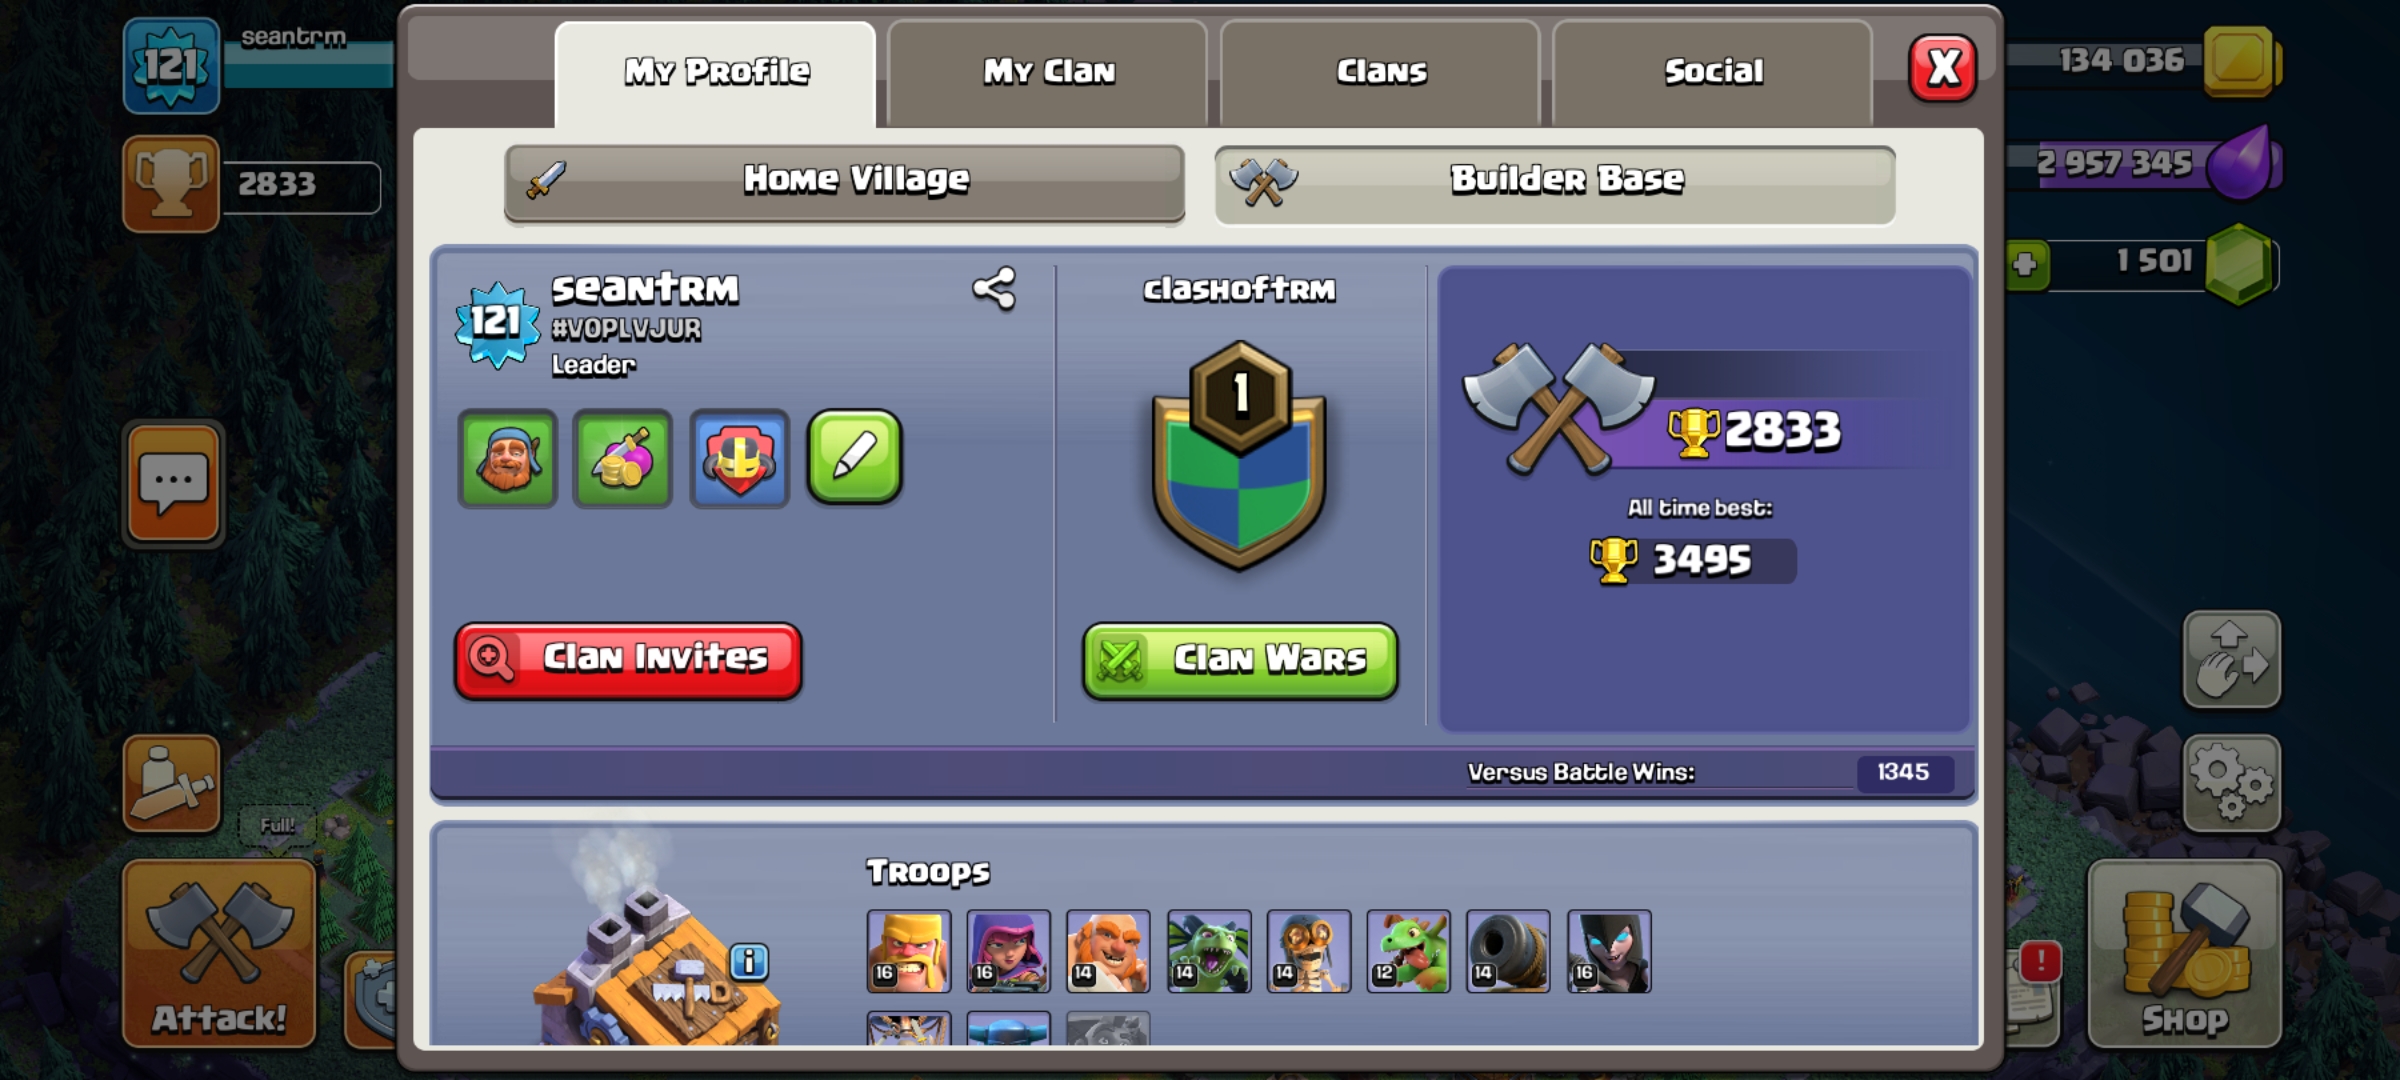 121
seantrm
2833
My Profile
My Clan
Clans
Social
X
134 036
2 957 345
1 501
Home Village
Builder Base
121
seantrm
#V0PLVJUR
Leader
clashoftrm
1
2833
All time best:
3495
Clan Invites
Clan Wars
Versus Battle Wins:
1345
Full!
Attack!
Troops
16
16
14
14
14
12
14
16
i
!
Shop